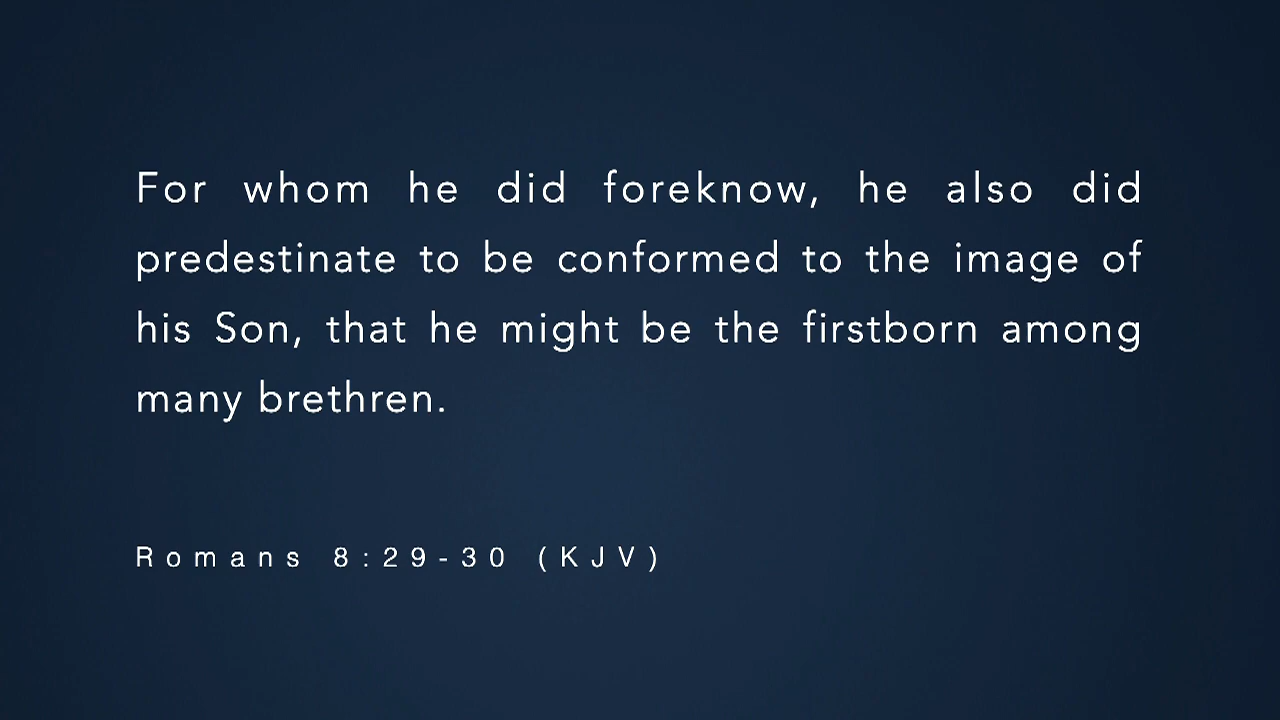 For whom he did foreknow, he also did
predestinate to be conformed to the image of
his Son, that he might be the firstborn among
many brethren.
Romans 8:29-30 (KJV)